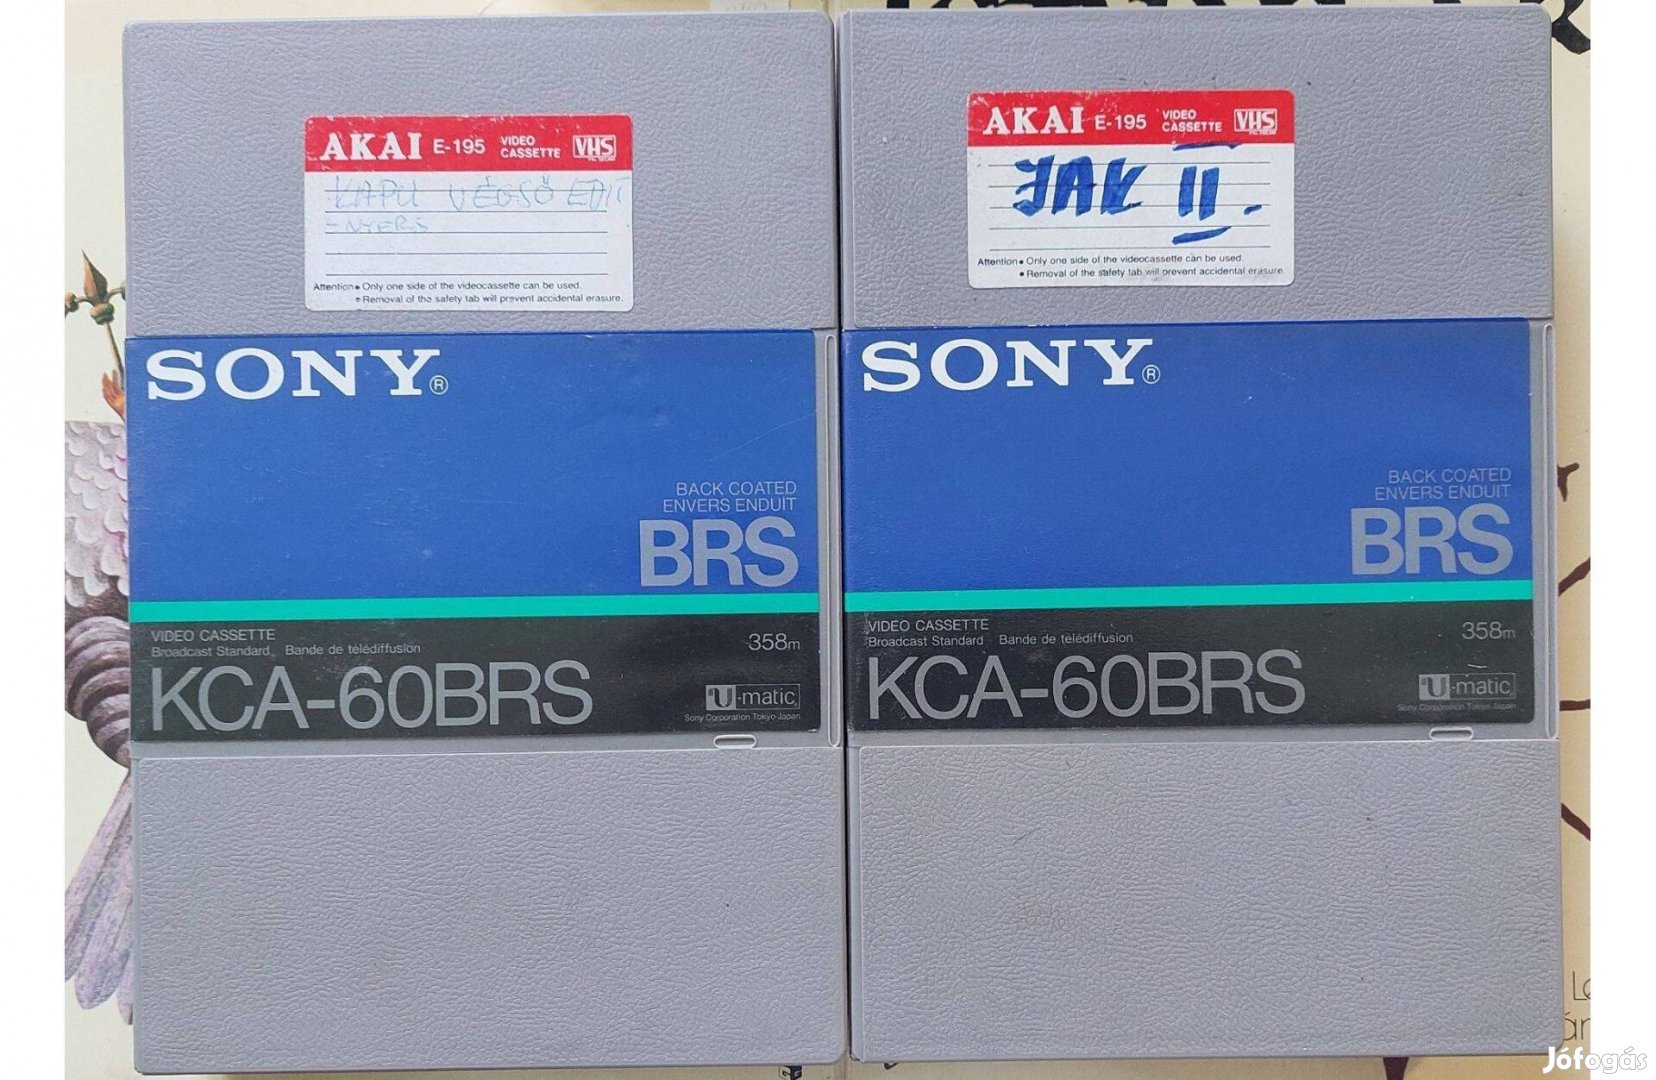 AKAI E-195 VIDEO CASSETTE VHS
KAPU VÉGSŐ EDIT
- NYERS
Attention • Only one side of the videocassette can be used.
• Removal of the safety tab will prevent accidental erasure.
SONY®
BACK COATED
ENVERS ENDUIT
BRS
VIDEO CASSETTE
Broadcast Standard Bande de télédiffusion
358m
KCA-60BRS
U-matic
Sony Corporation Tokyo Japan
AKAI E-195 VIDEO CASSETTE VHS
JAK II.
Attention • Only one side of the videocassette can be used.
• Removal of the safety tab will prevent accidental erasure.
SONY®
BACK COATED
ENVERS ENDUIT
BRS
VIDEO CASSETTE
Broadcast Standard Bande de télédiffusion
358m
KCA-60BRS
U-matic
Sony Corporation Tokyo Japan
Jófogás